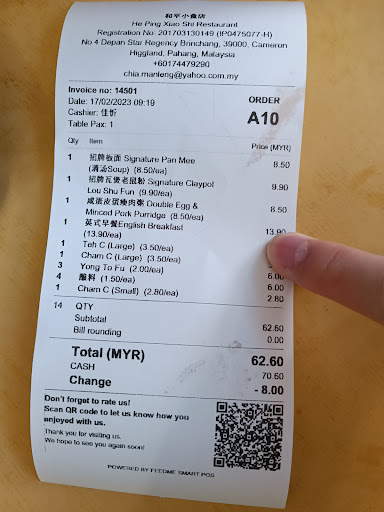 和平小食店
He Ping Xiao Shi Restaurant
Registration No: 201703130149 (IP0475077-H)
No 4 Depan Star Regency Brinchang, 39000, Cameron
Higgland, Pahang, Malaysia
+60174479290
chia.manleng@yahoo.com.my
Invoice no: 14501
Date: 17/02/2023 09:19
Cashier: 佳忻
Table Pax: 1
ORDER
A10
Qty Item Price (MYR)
1 招牌板面 Signature Pan Mee 8.50
(清汤Soup) (8.50/ea)
1 招牌瓦煲老鼠粉 Signature Claypot 9.90
Lou Shu Fun (9.90/ea)
1 咸蛋皮蛋瘦肉粥 Double Egg & 8.50
Minced Pork Porridge (8.50/ea)
1 英式早餐English Breakfast 13.90
(13.90/ea)
1 Teh C (Large) (3.50/ea)
1 Cham C (Large) (3.50/ea)
3 Yong To Fu (2.00/ea) 6.00
4 蘸料 (1.50/ea) 6.00
1 Cham C (Small) (2.80/ea) 2.80
14 QTY
Subtotal 62.60
Bill rounding 0.00
Total (MYR) 62.60
CASH 70.60
Change - 8.00
Don't forget to rate us!
Scan QR code to let us know how you
enjoyed with us.
Thank you for visiting us.
We hope to see you again soon!
:)
POWERED BY FEEDME SMART POS